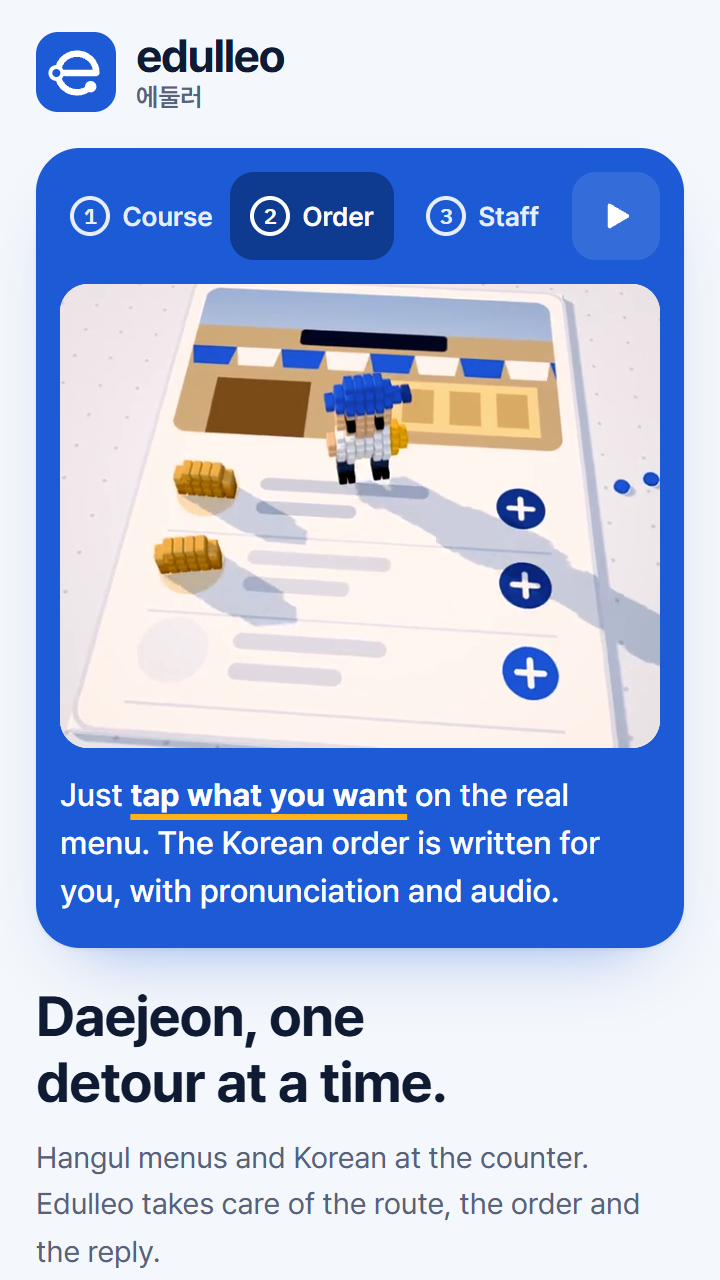 edulleo
에둘러
1 Course
2 Order
3 Staff
Just tap what you want on the real
menu. The Korean order is written for
you, with pronunciation and audio.
Daejeon, one
detour at a time.
Hangul menus and Korean at the counter.
Edulleo takes care of the route, the order and
the reply.